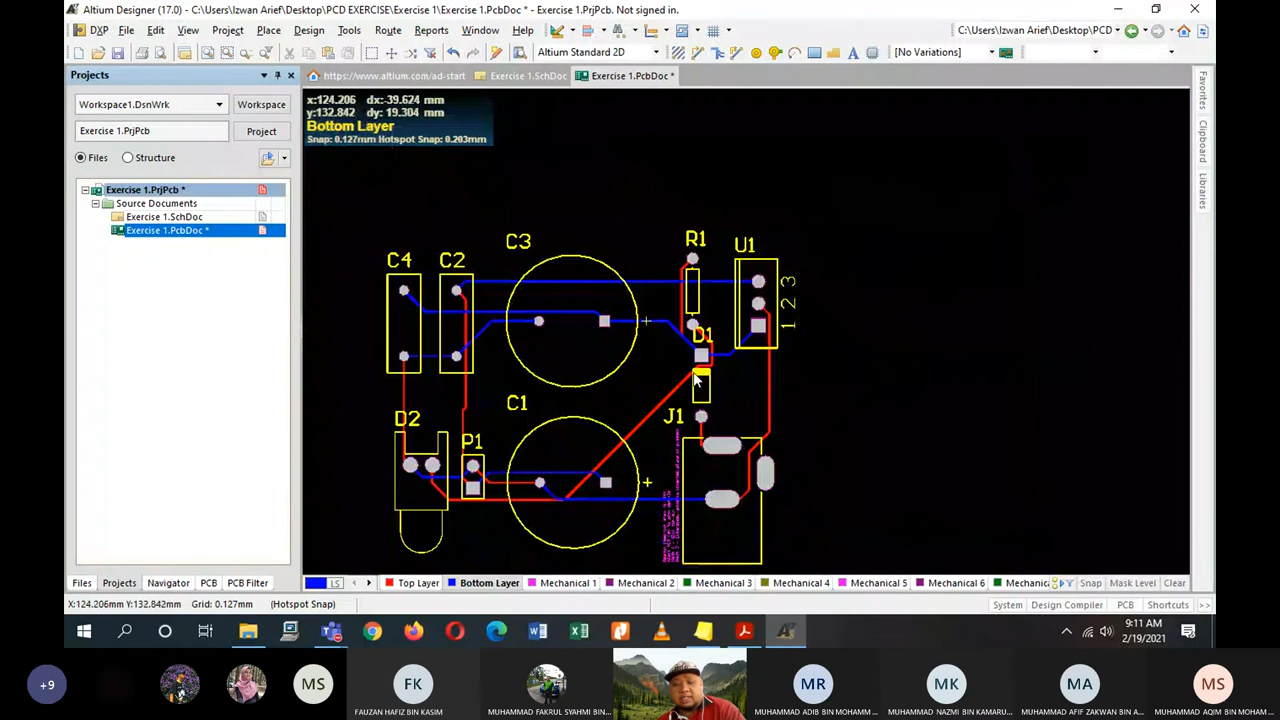 Altium Designer (17.0) - C:\Users\Izwan Arief\Desktop\PCD EXERCISE\Exercise 1\Exercise 1.PcbDoc * - Exercise 1.PrjPcb. Not signed in.
DXP File Edit View Project Place Design Tools Route Reports Window Help
C:\Users\Izwan Arief\Desktop\PCD
Altium Standard 2D
[No Variations]
Projects
https://www.altium.com/ad-start Exercise 1.SchDoc Exercise 1.PcbDoc *
Workspace1.DsnWrk Workspace
Exercise 1.PrjPcb Project
Files Structure
Exercise 1.PrjPcb *
Source Documents
Exercise 1.SchDoc
Exercise 1.PcbDoc *
x:124.206 dx:-39.624 mm
y:132.842 dy: 19.304 mm
Bottom Layer
Snap: 0.127mm Hotspot Snap: 0.203mm
Favorites
Clipboard
Libraries
C3
R1
U1
C4 C2
3
2
1
+
D1
C1
J1
D2
P1
+
Files Projects Navigator PCB PCB Filter
LS Top Layer Bottom Layer Mechanical 1 Mechanical 2 Mechanical 3 Mechanical 4 Mechanical 5 Mechanical 6 Mechanic Snap Mask Level Clear
X:124.206mm Y:132.842mm Grid: 0.127mm (Hotspot Snap)
System Design Compiler PCB Shortcuts >>
9:11 AM
2/19/2021
+9
MS
FK
FAUZAN HAFIZ BIN KASIM
MUHAMMAD FAKRUL SYAHMI BIN...
MR
MUHAMMAD ADIB BIN MOHAMM...
MK
MUHAMMAD NAZMI BIN KAMARU...
MA
MUHAMMAD AFIF ZAKWAN BIN A...
MS
MUHAMMAD AQIM BIN MOHAM...